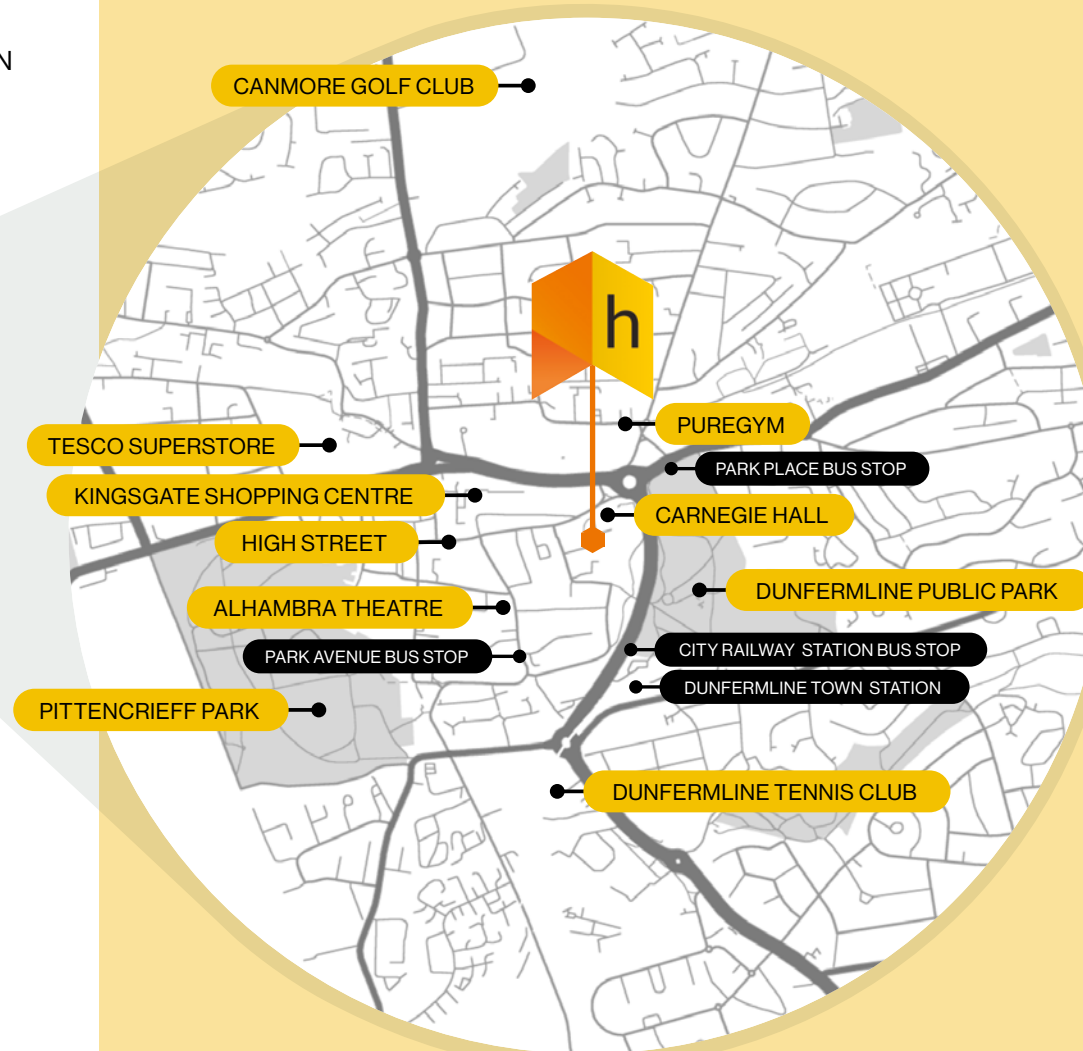 N
CANMORE GOLF CLUB
h
PUREGYM
TESCO SUPERSTORE
PARK PLACE BUS STOP
KINGSGATE SHOPPING CENTRE
CARNEGIE HALL
HIGH STREET
DUNFERMLINE PUBLIC PARK
ALHAMBRA THEATRE
CITY RAILWAY STATION BUS STOP
PARK AVENUE BUS STOP
DUNFERMLINE TOWN STATION
PITTENCRIEFF PARK
DUNFERMLINE TENNIS CLUB